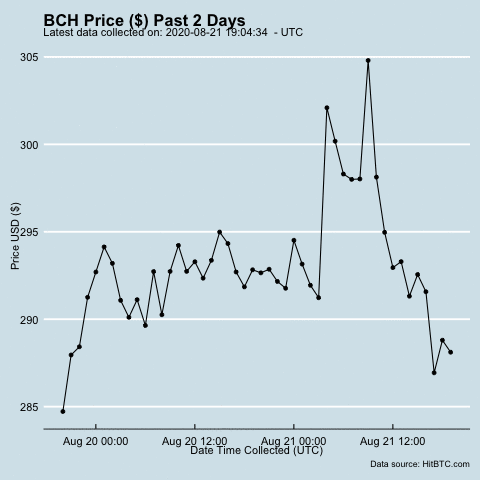 BCH Price ($) Past 2 Days
Latest data collected on: 2020-08-21 19:04:34  - UTC
305
300
295
290
285
Price USD ($)
Aug 20 00:00 Aug 20 12:00 Aug 21 00:00 Aug 21 12:00
Date Time Collected (UTC)
Data source: HitBTC.com